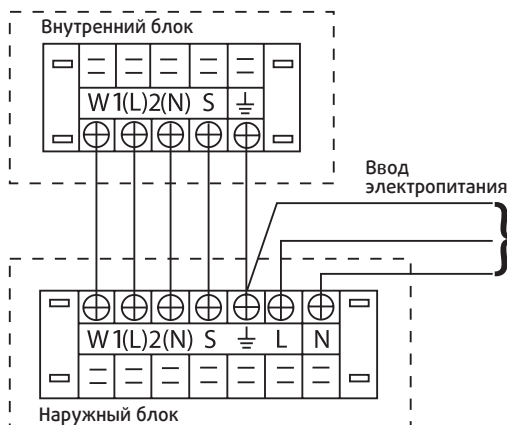 Внутренний блок
W 1(L) 2(N) S ⏚
Ввод
электропитания
W 1(L) 2(N) S ⏚ L N
Наружный блок